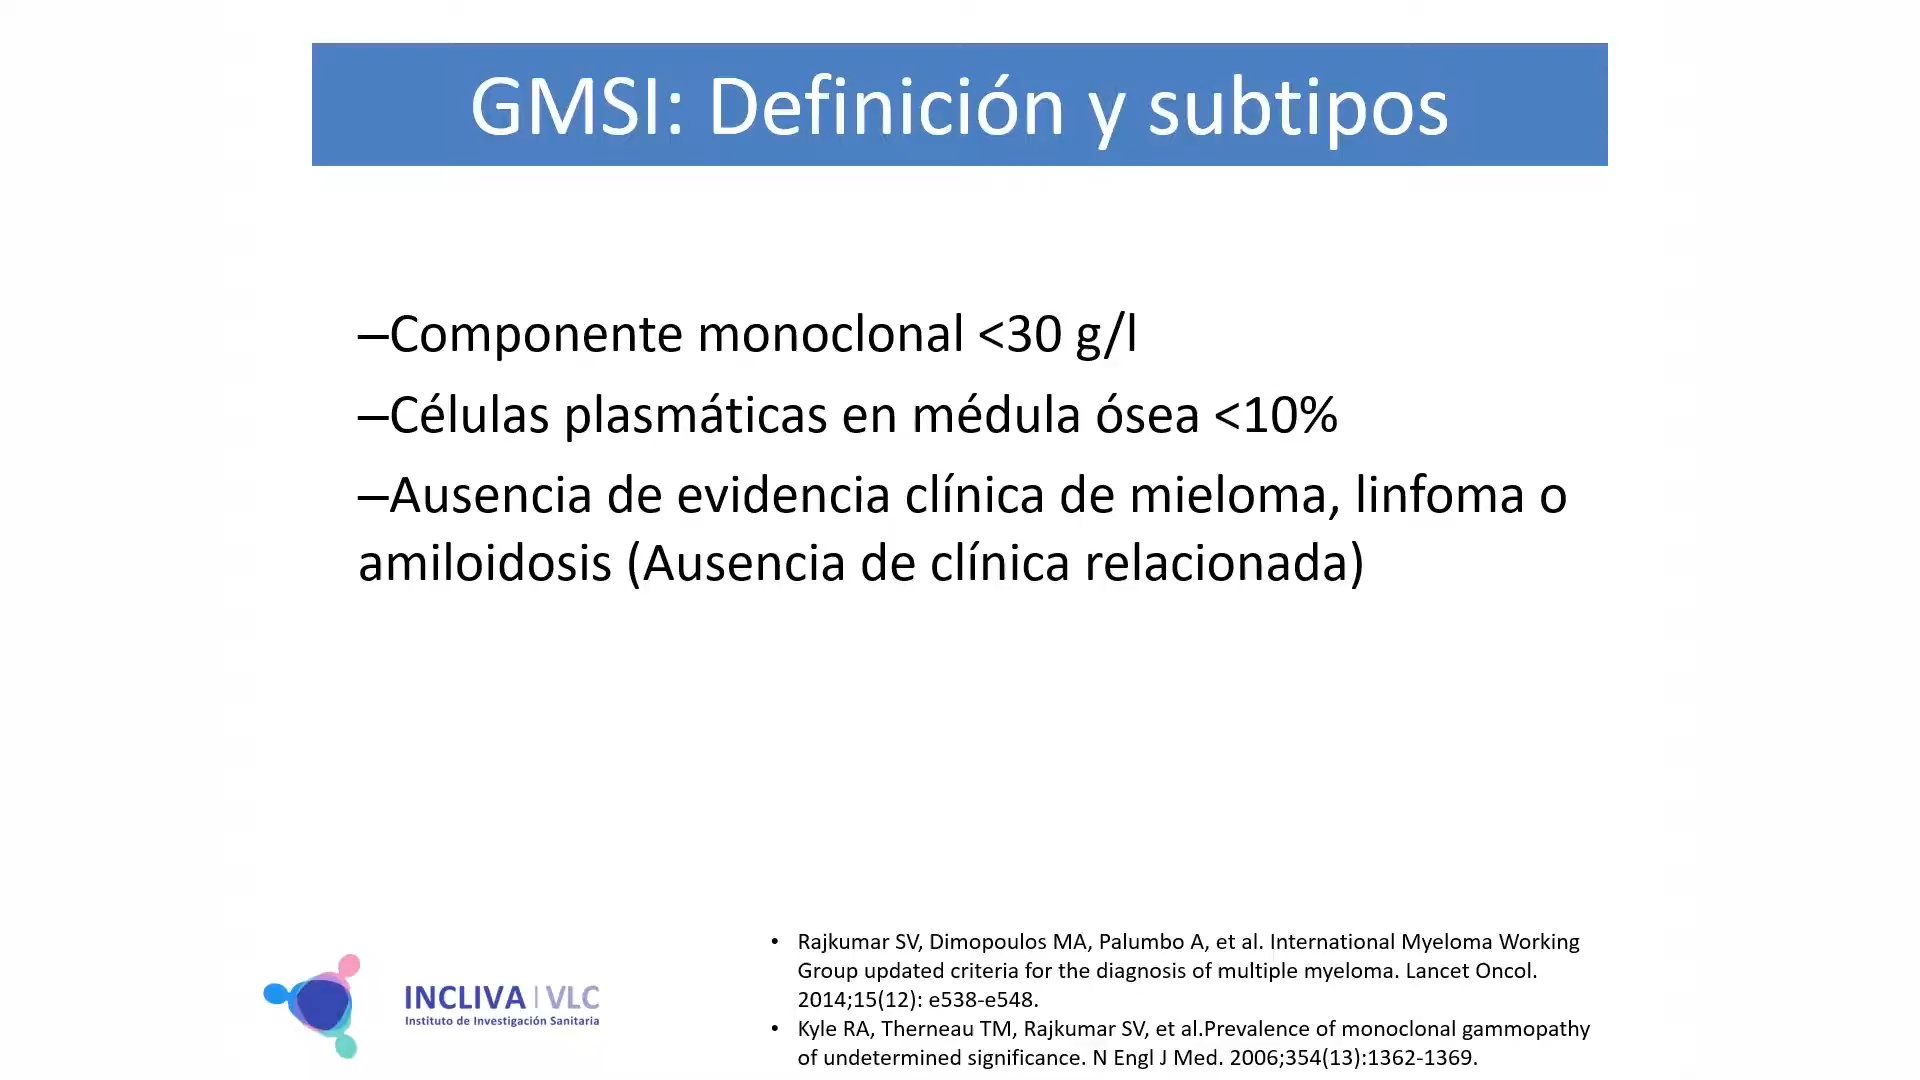 GMSI: Definición y subtipos
–Componente monoclonal <30 g/l
–Células plasmáticas en médula ósea <10%
–Ausencia de evidencia clínica de mieloma, linfoma o
amiloidosis (Ausencia de clínica relacionada)
• Rajkumar SV, Dimopoulos MA, Palumbo A, et al. International Myeloma Working
Group updated criteria for the diagnosis of multiple myeloma. Lancet Oncol.
2014;15(12): e538-e548.
• Kyle RA, Therneau TM, Rajkumar SV, et al.Prevalence of monoclonal gammopathy
of undetermined significance. N Engl J Med. 2006;354(13):1362-1369.
INCLIVA | VLC
Instituto de Investigación Sanitaria